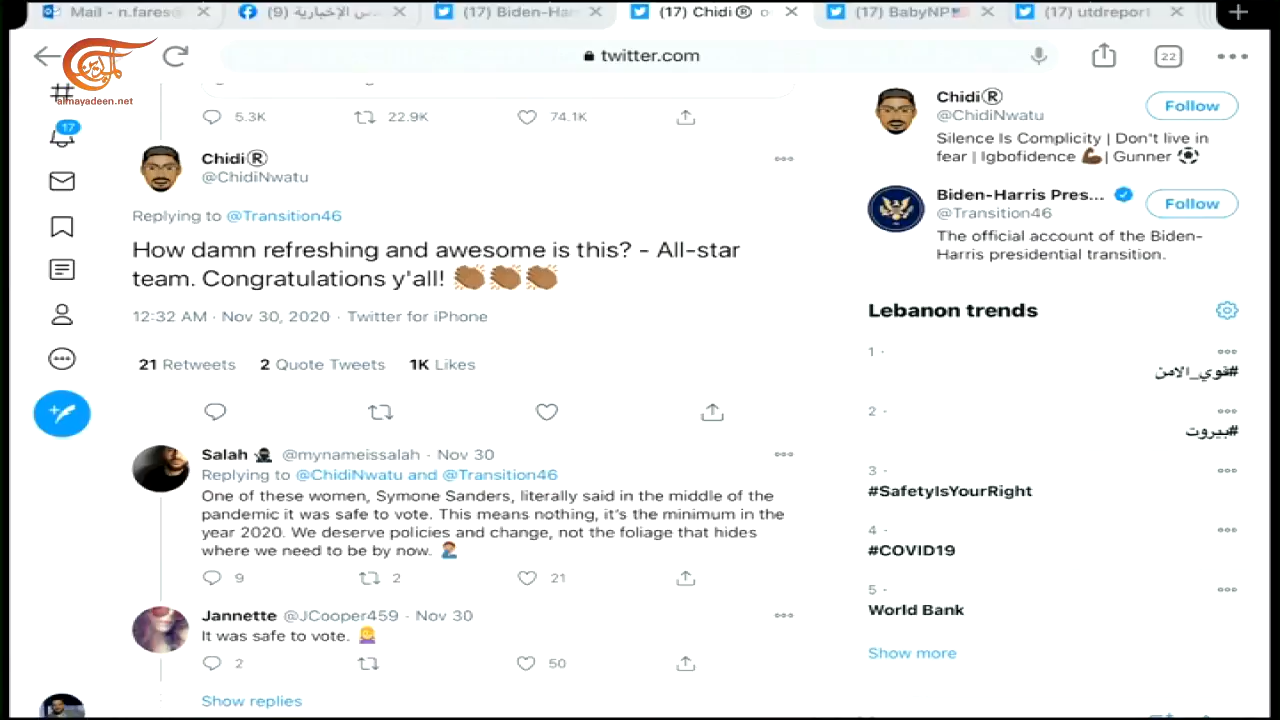 Mail - n.fares@
(9) س الإخبارية
(17) Biden-Har
(17) Chidi® o
(17) BabyNP🇺🇸
(17) utdreport
twitter.com
22
الميادين
almayadeen.net
17
5.3K
22.9K
74.1K
Chidi®
@ChidiNwatu
Replying to @Transition46
How damn refreshing and awesome is this? - All-star
team. Congratulations y'all! 👏🏾👏🏾👏🏾
12:32 AM · Nov 30, 2020 · Twitter for iPhone
21 Retweets 2 Quote Tweets 1K Likes
Salah @mynameissalah · Nov 30
Replying to @ChidiNwatu and @Transition46
One of these women, Symone Sanders, literally said in the middle of the
pandemic it was safe to vote. This means nothing, it's the minimum in the
year 2020. We deserve policies and change, not the foliage that hides
where we need to be by now.
9
2
21
Jannette @JCooper459 · Nov 30
It was safe to vote.
2
50
Show replies
Chidi®
@ChidiNwatu
Follow
Silence Is Complicity | Don't live in
fear | Igbofidence 💪🏿 | Gunner ⚽
Biden-Harris Pres...
@Transition46
Follow
The official account of the Biden-
Harris presidential transition.
Lebanon trends
1 ·
#قوي_الامن
2 ·
#بيروت
3 ·
#SafetyIsYourRight
4 ·
#COVID19
5 ·
World Bank
Show more